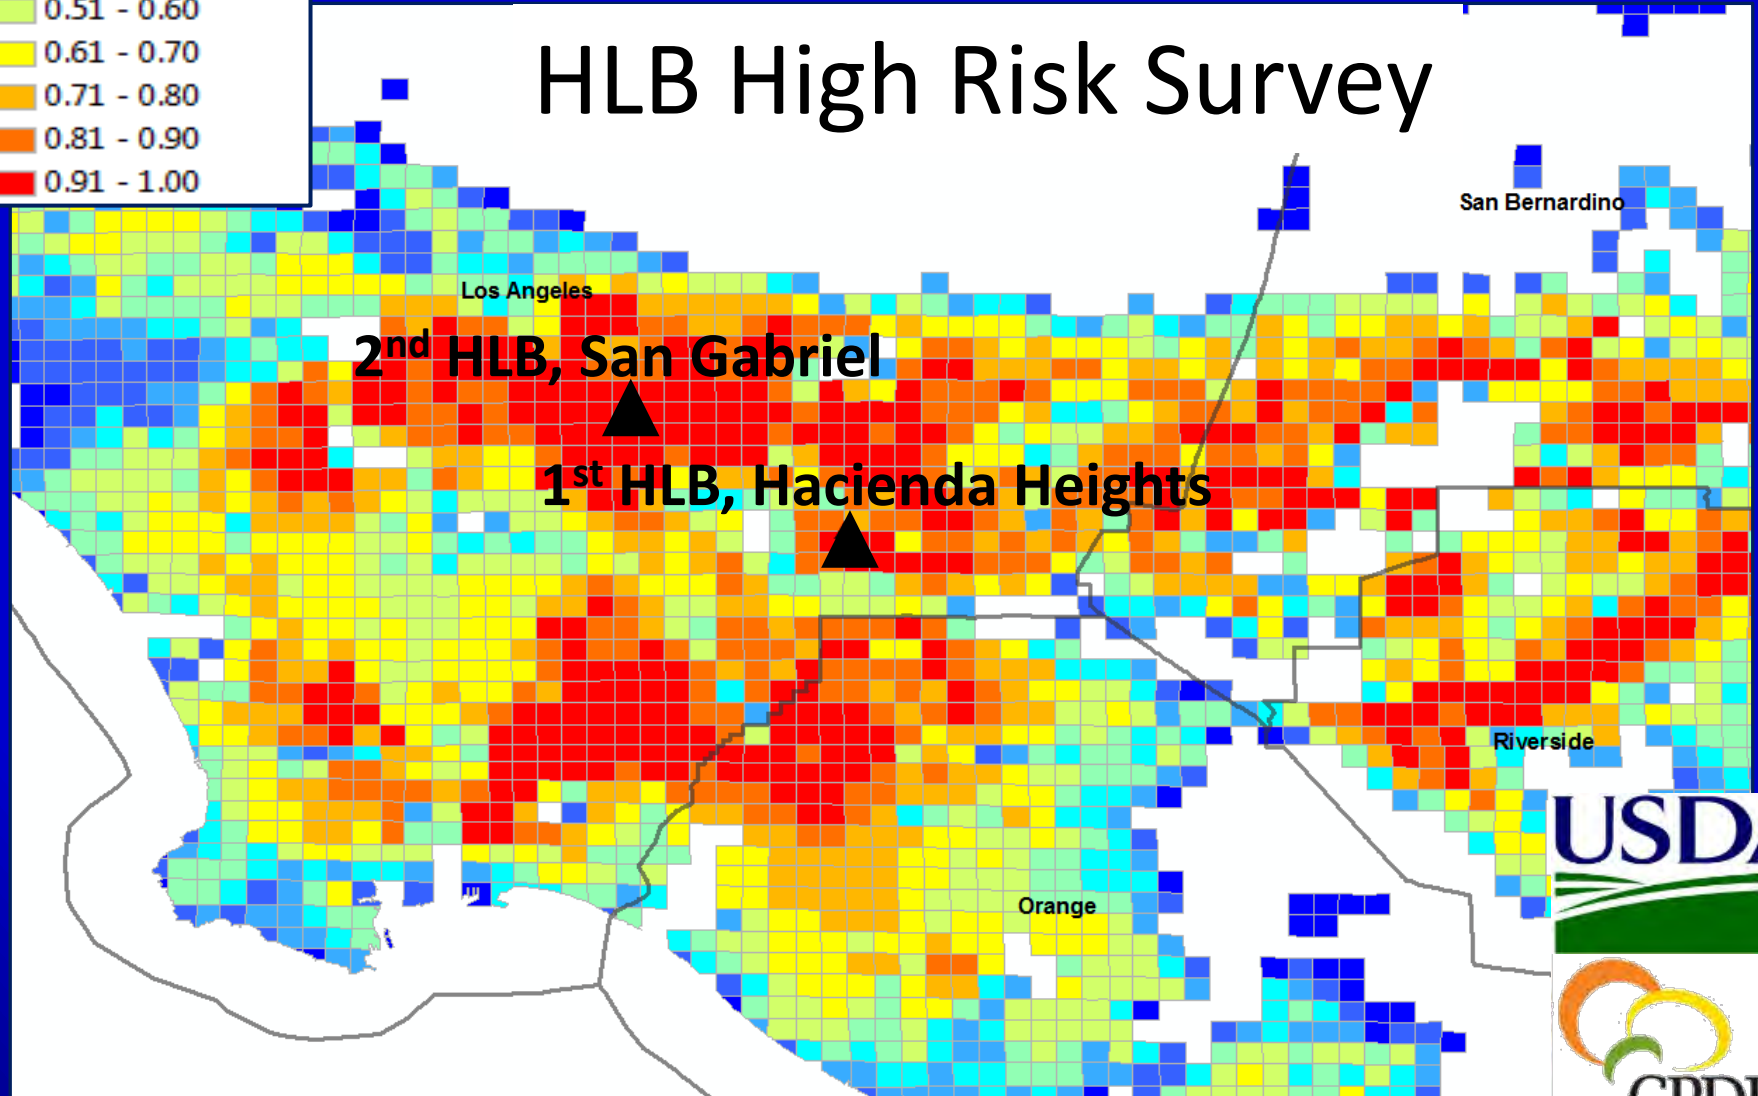 0.51 - 0.60
0.61 - 0.70
0.71 - 0.80
0.81 - 0.90
0.91 - 1.00
HLB High Risk Survey
San Bernardino
Los Angeles
2nd HLB, San Gabriel
1st HLB, Hacienda Heights
Riverside
USDA
Orange